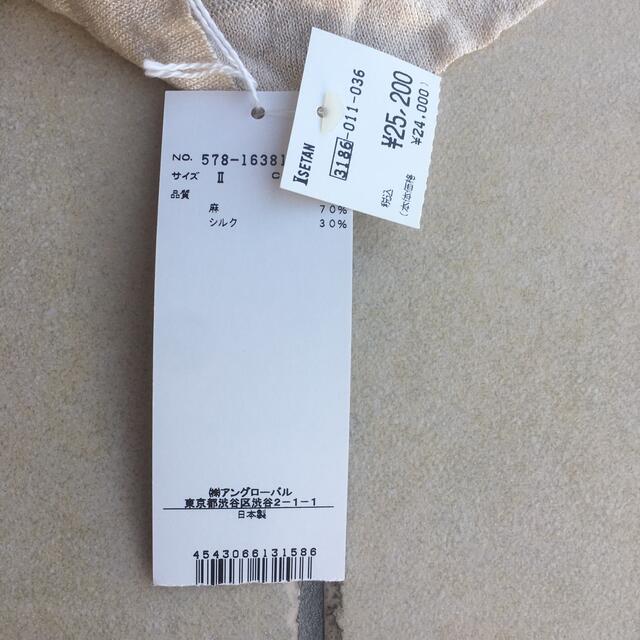 NO. 578-16381
サイズ II C
品質
麻 70%
シルク 30%
㈱アングローバル
東京都渋谷区渋谷2-1-1
日本製
4543066131586
ISETAN
3186-011-036
税込 ¥25,200
(本体価格 ¥24,000)